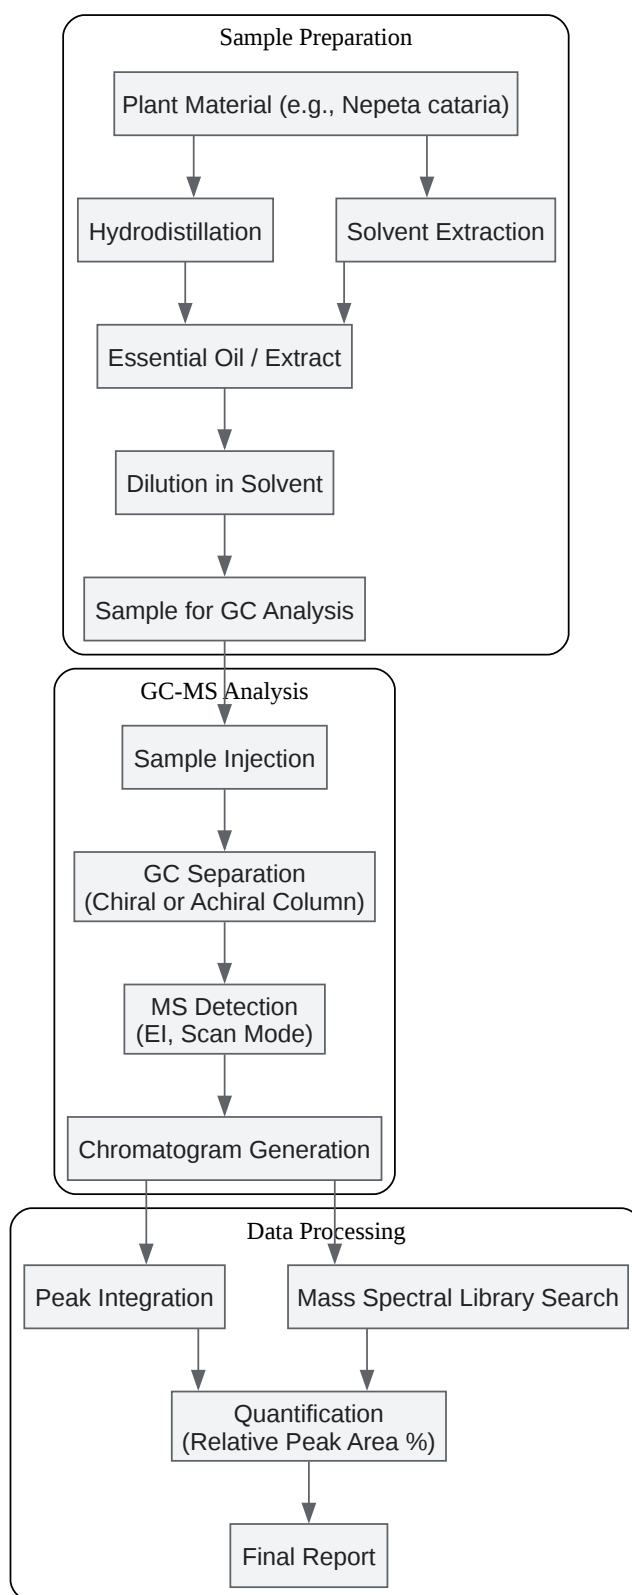 Sample Preparation
Plant Material (e.g., Nepeta cataria)
Hydrodistillation
Solvent Extraction
Essential Oil / Extract
Dilution in Solvent
Sample for GC Analysis
GC-MS Analysis
Sample Injection
GC Separation
(Chiral or Achiral Column)
MS Detection
(EI, Scan Mode)
Chromatogram Generation
Data Processing
Peak Integration
Mass Spectral Library Search
Quantification
(Relative Peak Area %)
Final Report